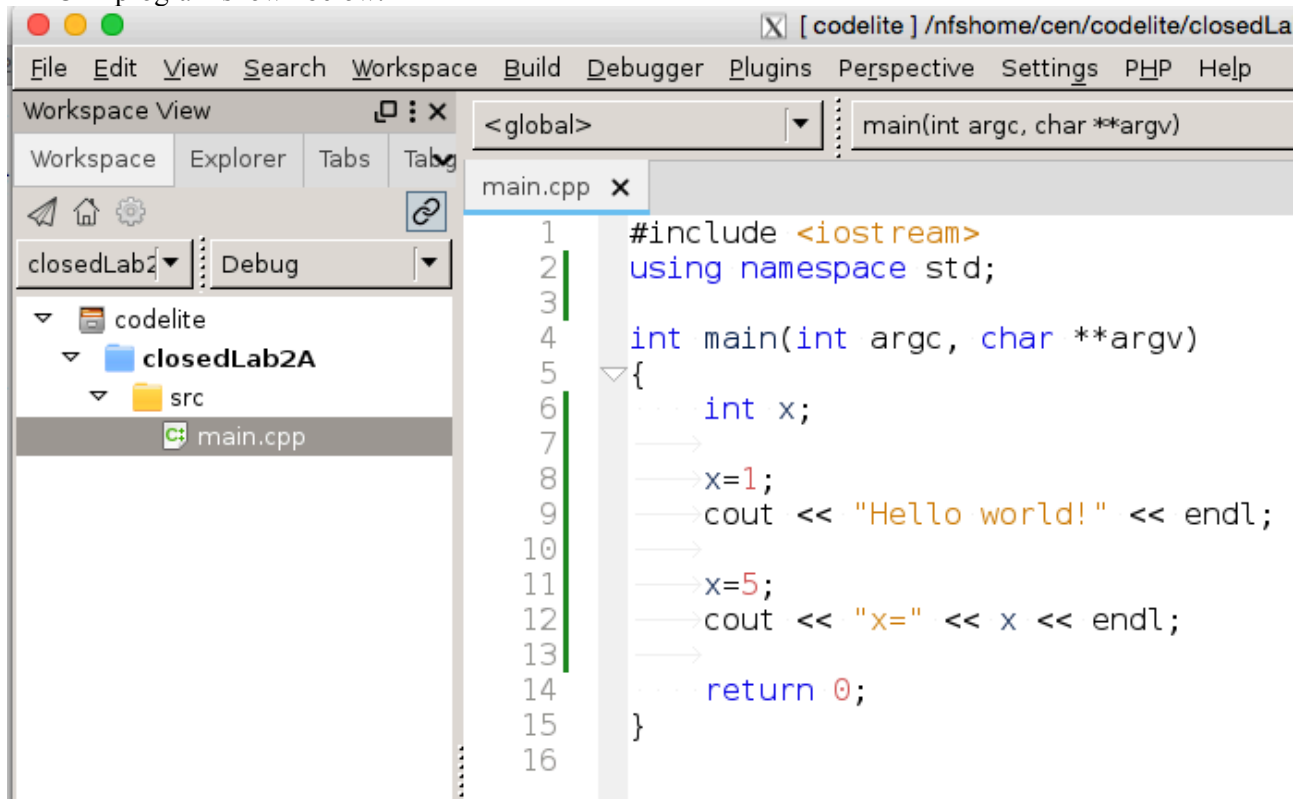 [ codelite ] /nfshome/cen/codelite/closedLa
File Edit View Search Workspace Build Debugger Plugins Perspective Settings PHP Help
Workspace View
<global>
main(int argc, char **argv)
Workspace Explorer Tabs
main.cpp
closedLab2
Debug
codelite
closedLab2A
src
main.cpp
1 #include <iostream>
2 using namespace std;
3
4 int main(int argc, char **argv)
5 {
6 int x;
7
8 x=1;
9 cout << "Hello world!" << endl;
10
11 x=5;
12 cout << "x=" << x << endl;
13
14 return 0;
15 }
16